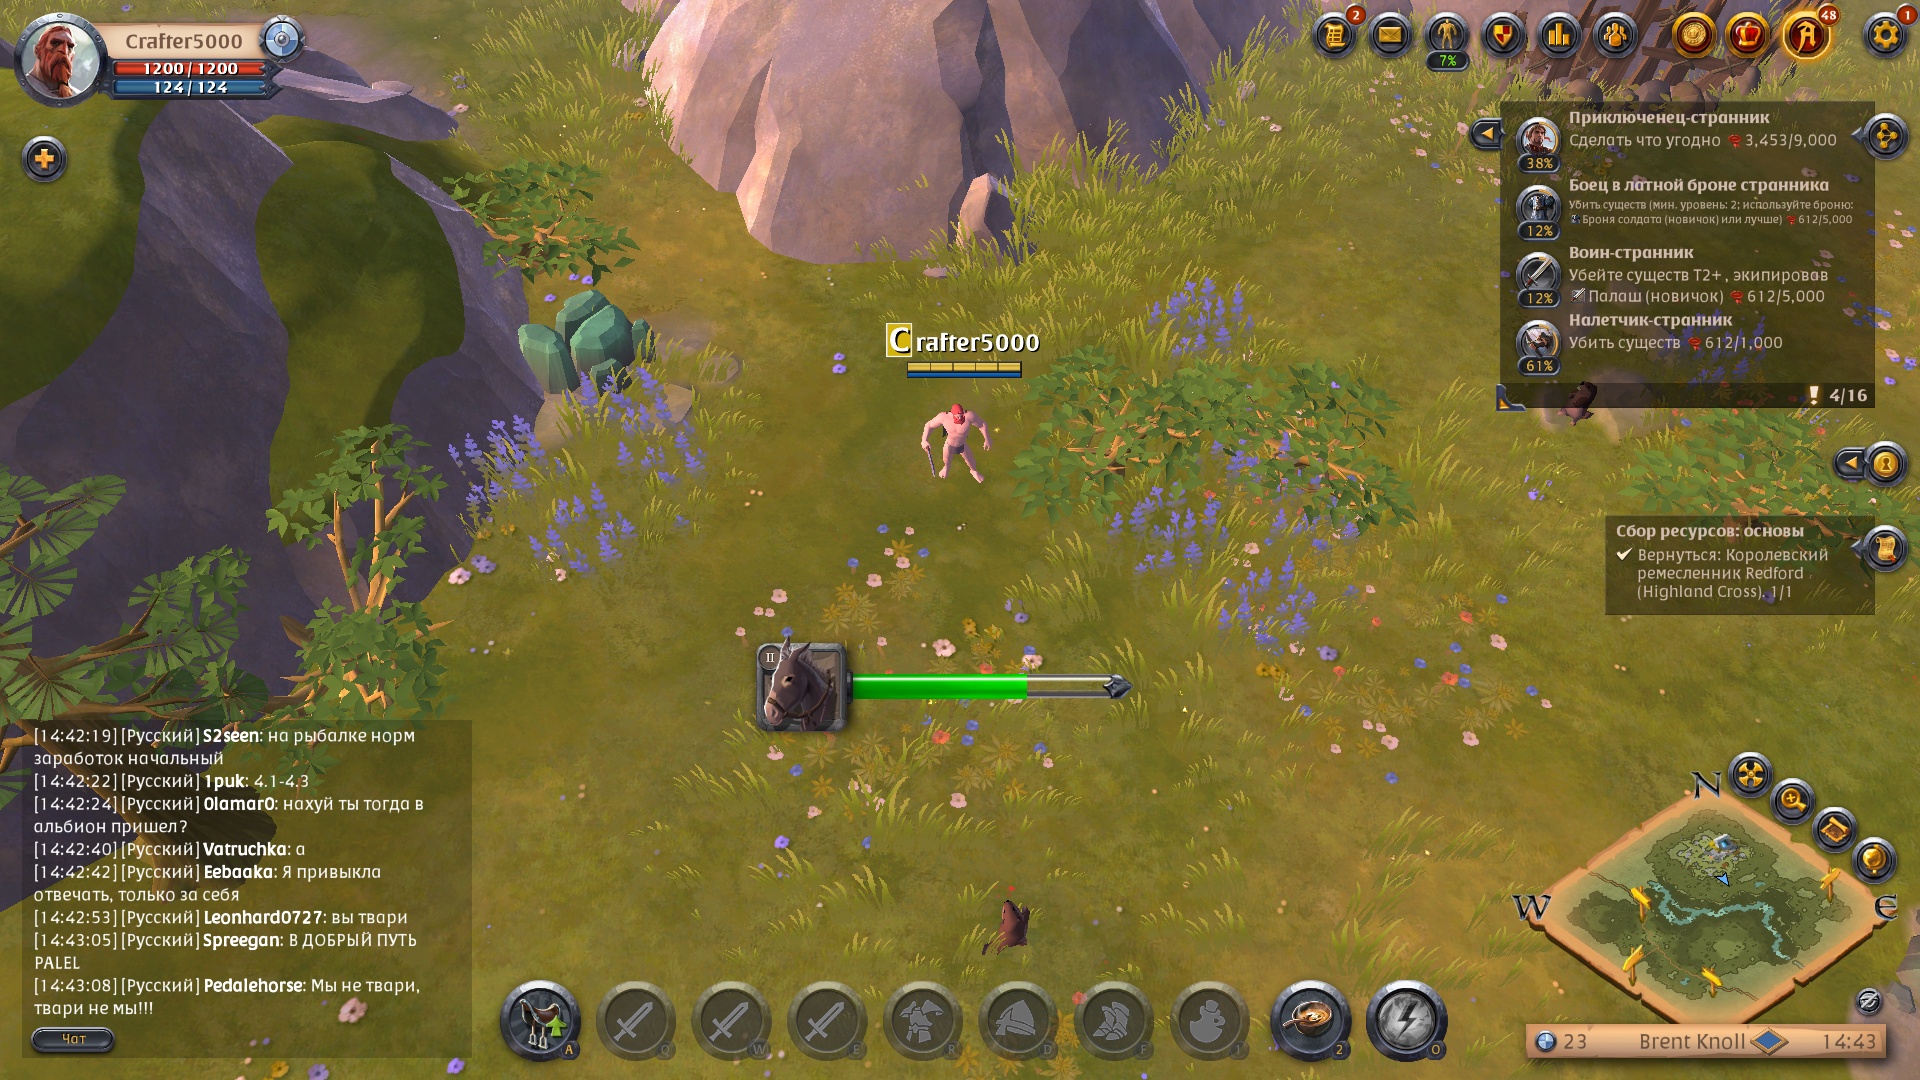 Crafter5000
1200 / 1200
124 / 124
2
7%
48
1
Приключенец-странник
Сделать что угодно 3,453/9,000
38%
Боец в латной броне странника
Убить существ (мин. уровень: 2; используйте броню:
Броня солдата (новичок) или лучше) 612/5,000
12%
Воин-странник
Убейте существ T2+, экипировав
Палаш (новичок) 612/5,000
12%
Налетчик-странник
Убить существ 612/1,000
61%
4/16
Crafter5000
Сбор ресурсов: основы
Вернуться: Королевский
ремесленник Redford
(Highland Cross). 1/1
II
[14:42:19] [Русский] S2seen: на рыбалке норм
заработок начальный
[14:42:22] [Русский] 1puk: 4.1-4.3
[14:42:24] [Русский] OlamarO: нахуй ты тогда в
альбион пришел?
[14:42:40] [Русский] Vatruchka: а
[14:42:42] [Русский] Eebaaka: Я привыкла
отвечать, только за себя
[14:42:53] [Русский] Leonhard0727: вы твари
[14:43:05] [Русский] Spreegan: В ДОБРЫЙ ПУТЬ
PALEL
[14:43:08] [Русский] Pedalehorse: Мы не твари,
твари не мы!!!
Чат
A
Q
W
E
R
D
F
I
2
O
N
W
E
23
Brent Knoll
14:43